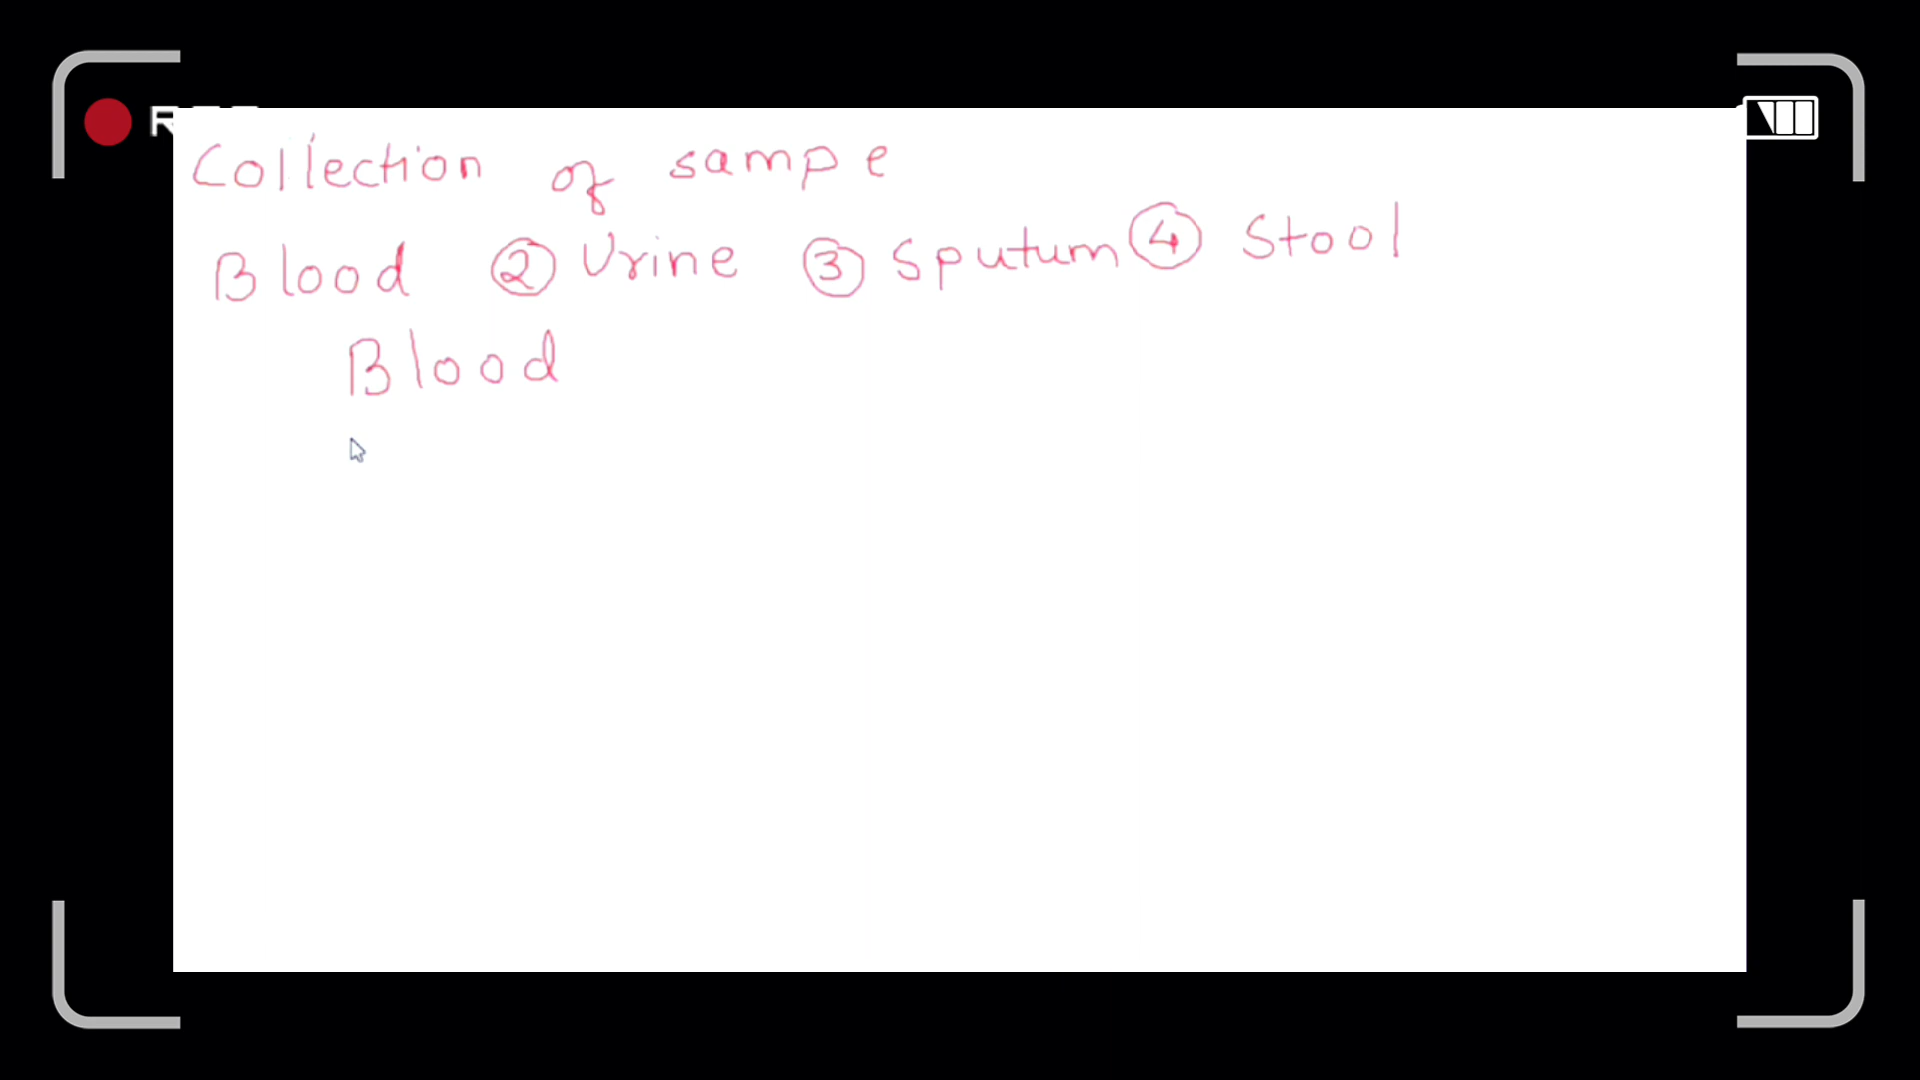 Collection of sampe
Blood ② Urine ③ Sputum ④ Stool
Blood